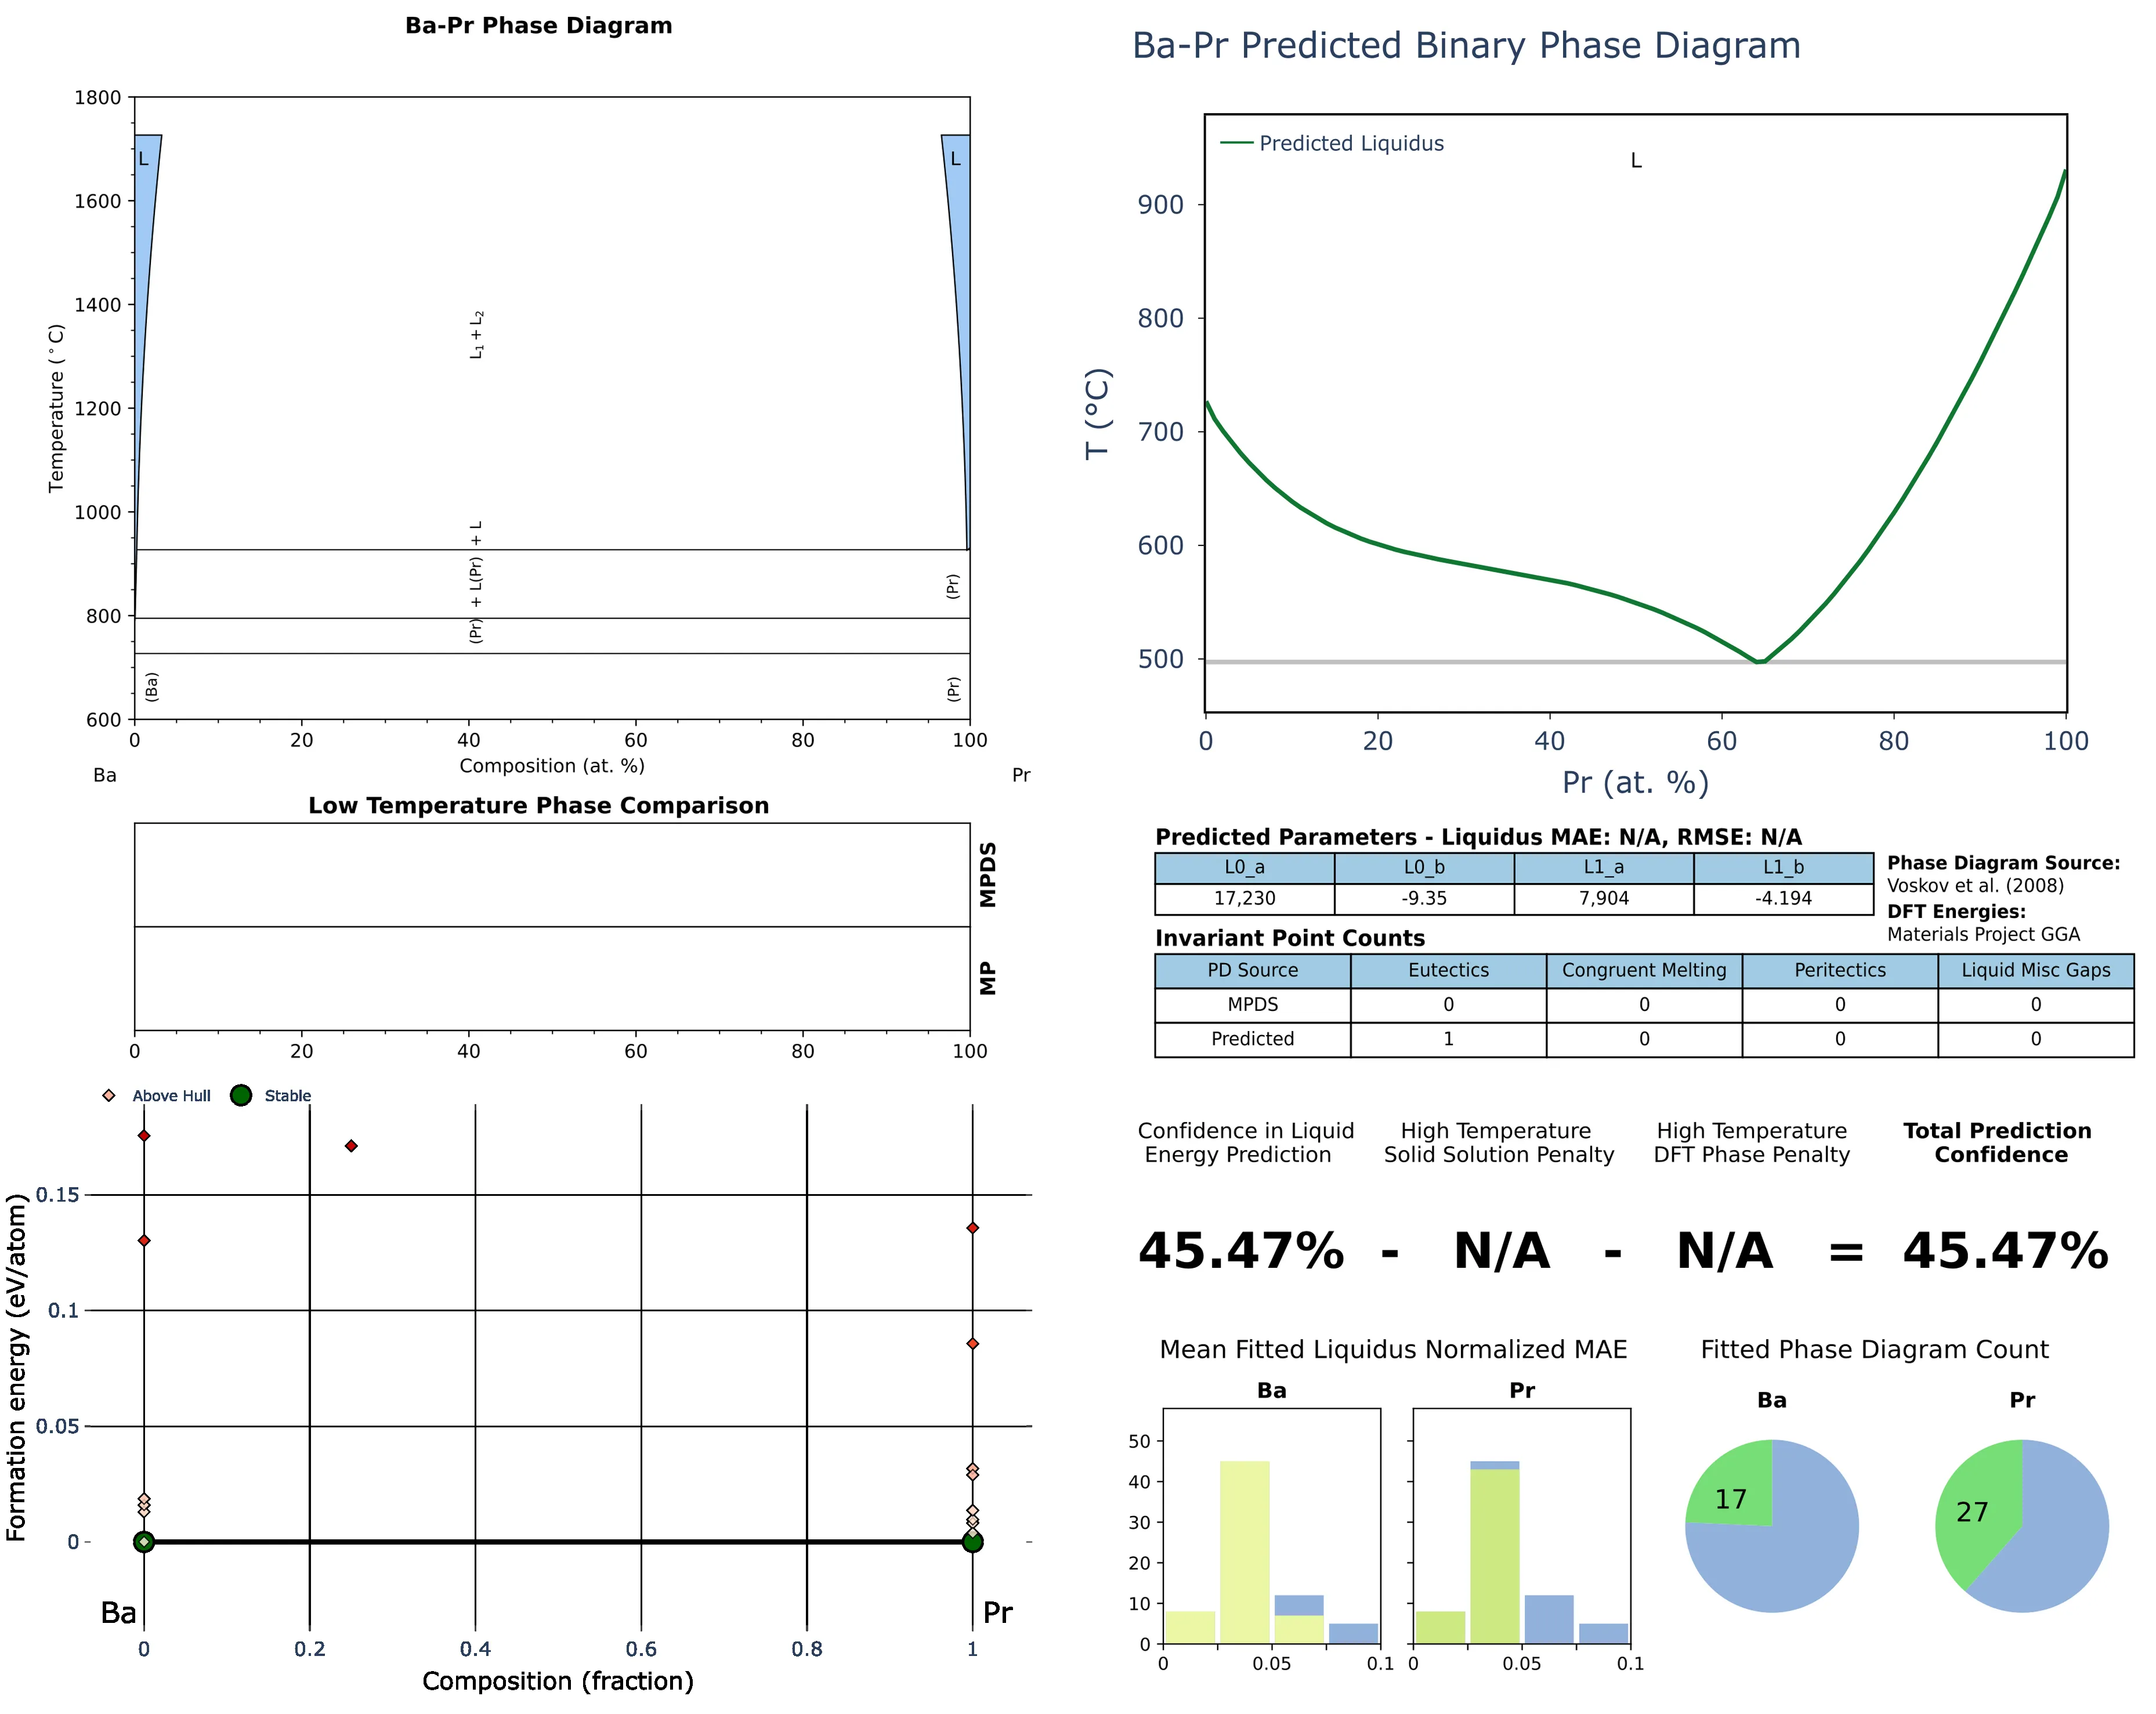 Ba-Pr Phase Diagram
1800
1600
1400
1200
1000
800
600
Temperature (°C)
L
L
L₁ + L₂
(Pr) + L(Pr) + L
(Pr)
(Ba)
(Pr)
0 20 40 60 80 100
Composition (at. %)
Ba
Pr
Low Temperature Phase Comparison
MPDS
MP
0 20 40 60 80 100
Above Hull
Stable
0.15
0.1
0.05
0
Formation energy (eV/atom)
Ba
Pr
0 0.2 0.4 0.6 0.8 1
Composition (fraction)
Ba-Pr Predicted Binary Phase Diagram
Predicted Liquidus
L
900
800
700
600
500
T (°C)
0 20 40 60 80 100
Pr (at. %)
Predicted Parameters - Liquidus MAE: N/A, RMSE: N/A
L0_a L0_b L1_a L1_b
17,230 -9.35 7,904 -4.194
Phase Diagram Source:
Voskov et al. (2008)
DFT Energies:
Materials Project GGA
Invariant Point Counts
PD Source Eutectics Congruent Melting Peritectics Liquid Misc Gaps
MPDS 0 0 0 0
Predicted 1 0 0 0
Confidence in Liquid
Energy Prediction
High Temperature
Solid Solution Penalty
High Temperature
DFT Phase Penalty
Total Prediction
Confidence
45.47% - N/A - N/A = 45.47%
Mean Fitted Liquidus Normalized MAE
Ba
Pr
50
40
30
20
10
0
0 0.05 0.1
0 0.05 0.1
Fitted Phase Diagram Count
Ba
Pr
17
27